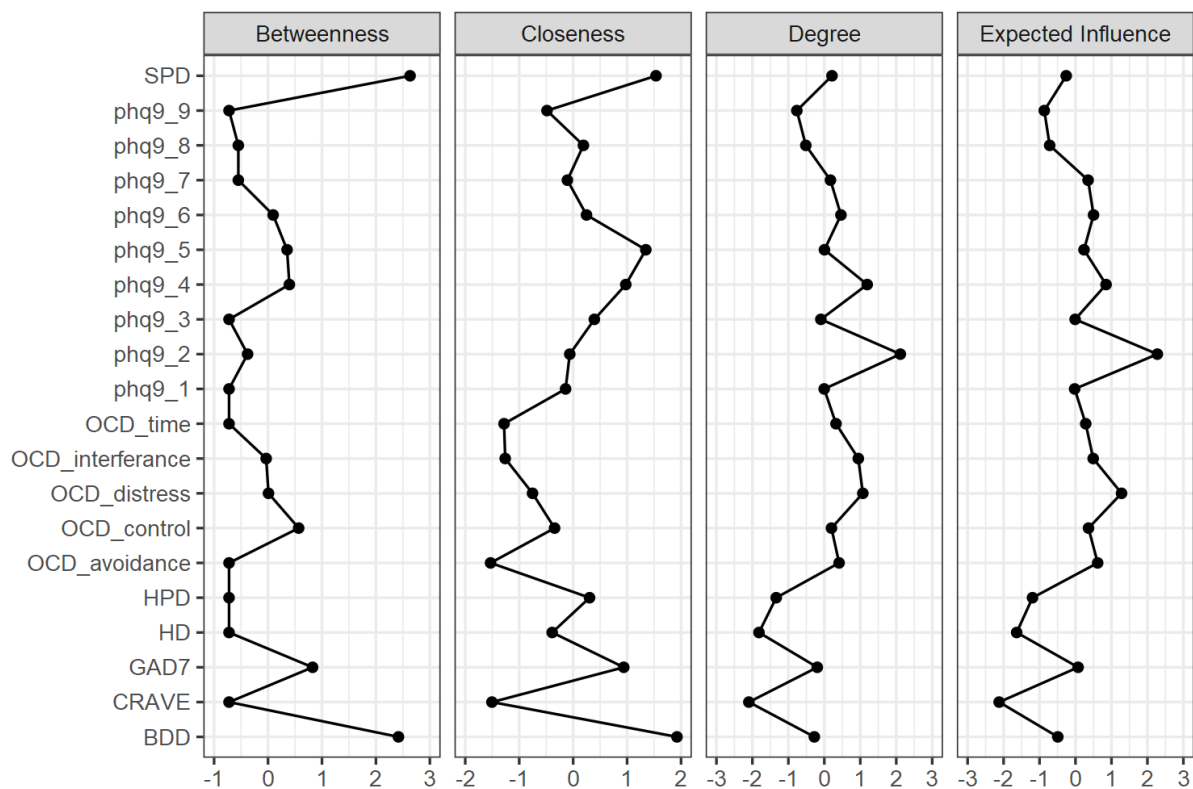 Betweenness Closeness Degree Expected Influence
SPD
phq9_9
phq9_8
phq9_7
phq9_6
phq9_5
phq9_4
phq9_3
phq9_2
phq9_1
OCD_time
OCD_interferance
OCD_distress
OCD_control
OCD_avoidance
HPD
HD
GAD7
CRAVE
BDD
-1 0 1 2 3 -2 -1 0 1 2 -3 -2 -1 0 1 2 3 -3 -2 -1 0 1 2 3